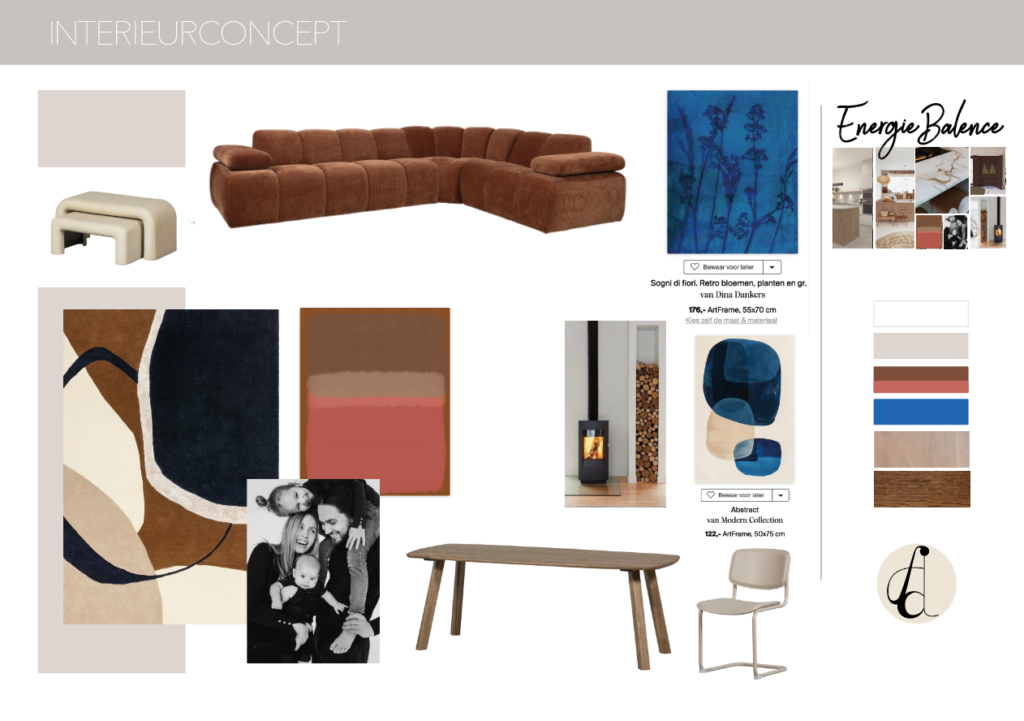 INTERIEURCONCEPT
Energie Balence
Bewaar voor later
Sogni di fiori. Retro bloemen, planten en gr.
van Dina Dankers
176,- ArtFrame, 55x70 cm
Kies zelf de maat & materiaal
Bewaar voor later
Abstract
van Modern Collection
122,- ArtFrame, 50x75 cm
fd